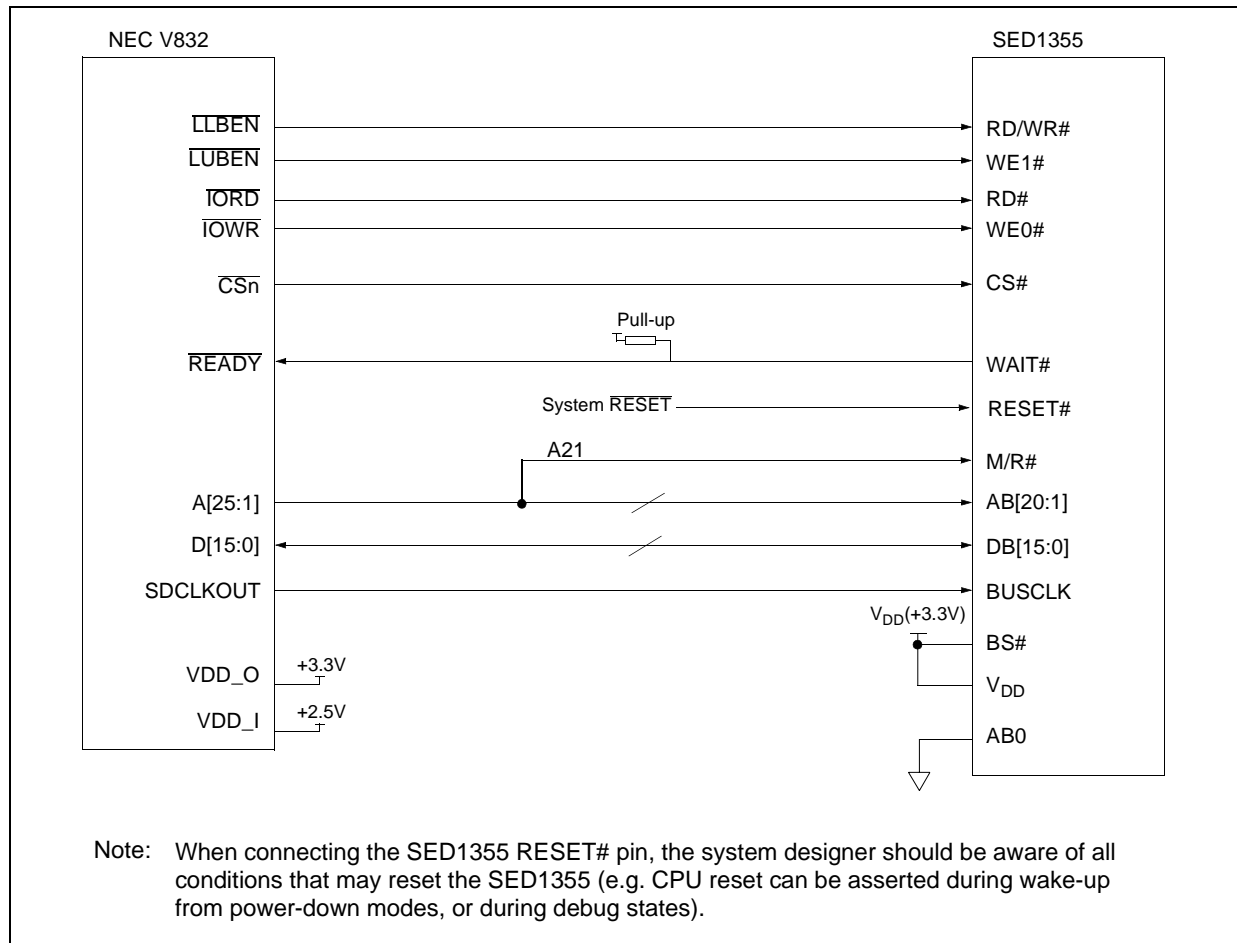 NEC V832 SED1355
LLBEN RD/WR#
LUBEN WE1#
IORD RD#
IOWR WE0#
CSn CS#
Pull-up
READY WAIT#
System RESET RESET#
A21 M/R#
A[25:1] AB[20:1]
D[15:0] DB[15:0]
SDCLKOUT BUSCLK
VDD(+3.3V)
BS#
VDD_O +3.3V VDD
VDD_I +2.5V
AB0
Note: When connecting the SED1355 RESET# pin, the system designer should be aware of all
conditions that may reset the SED1355 (e.g. CPU reset can be asserted during wake-up
from power-down modes, or during debug states).